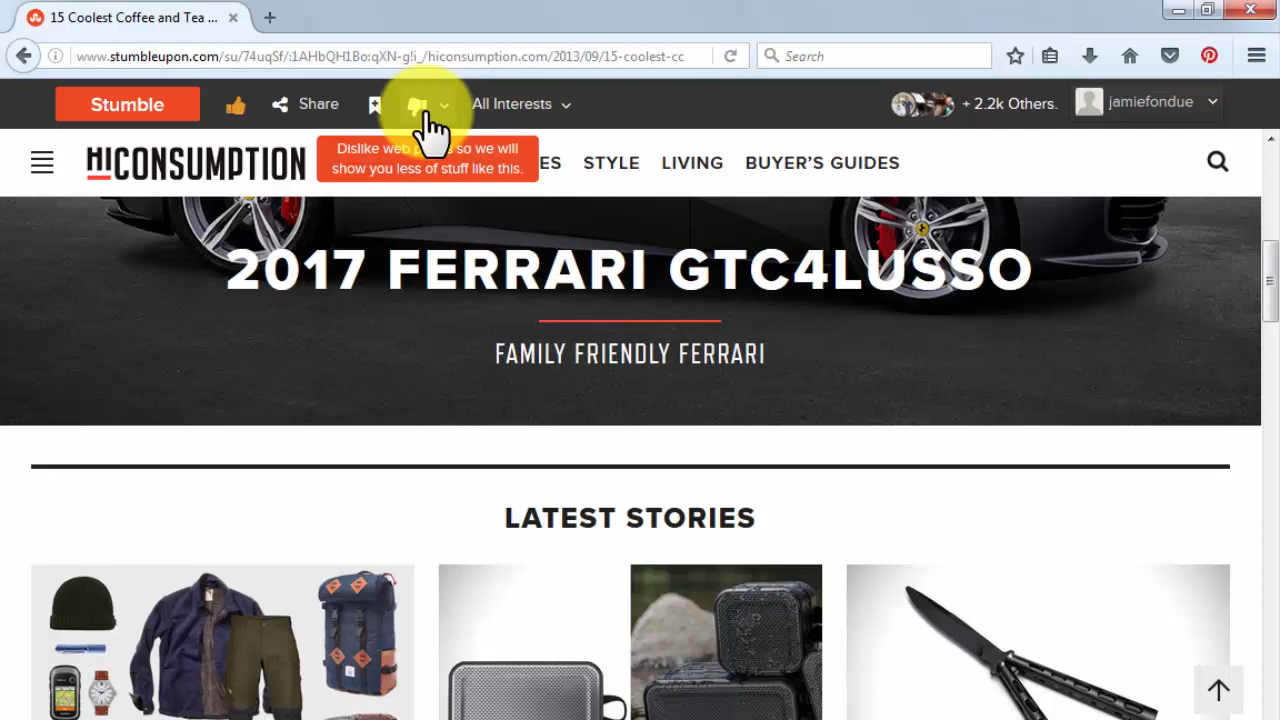 15 Coolest Coffee and Tea ...
www.stumbleupon.com/su/74uqSf/:1AHbQH1Bo:qXN-g!i_/hiconsumption.com/2013/09/15-coolest-cc
Search
Stumble
Share
All Interests
+ 2.2k Others.
jamiefondue
Dislike web so we will
show you less of stuff like this.
HICONSUMPTION
ES STYLE LIVING BUYER'S GUIDES
2017 FERRARI GTC4LUSSO
FAMILY FRIENDLY FERRARI
LATEST STORIES